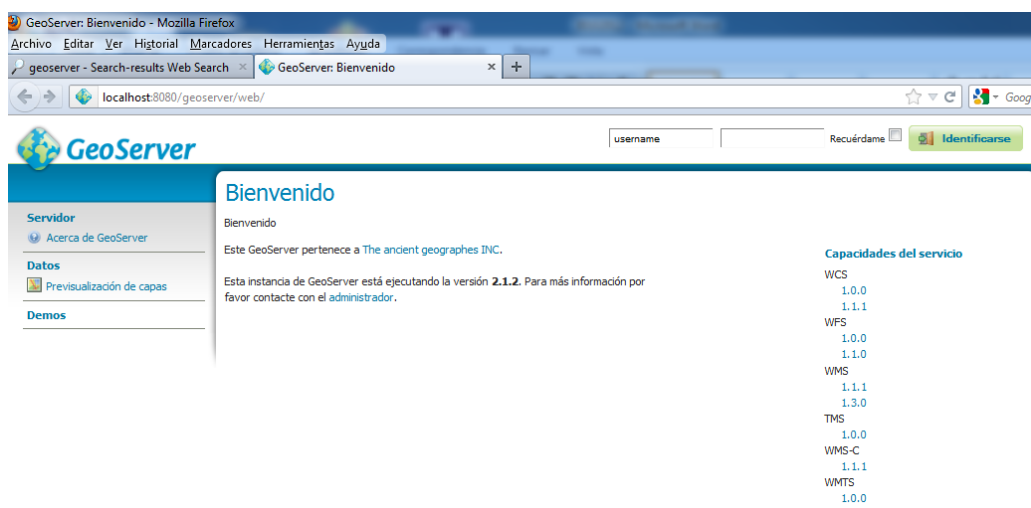 GeoServer: Bienvenido - Mozilla Firefox
Archivo Editar Ver Historial Marcadores Herramientas Ayuda
geoserver - Search-results Web Search × GeoServer: Bienvenido × +
localhost:8080/geoserver/web/ Goog
GeoServer
username Recuérdame Identificarse
Servidor
Acerca de GeoServer
Datos
Previsualización de capas
Demos
Bienvenido
Bienvenido
Este GeoServer pertenece a The ancient geographes INC.
Esta instancia de GeoServer está ejecutando la versión 2.1.2. Para más información por
favor contacte con el administrador.
Capacidades del servicio
WCS
1.0.0
1.1.1
WFS
1.0.0
1.1.0
WMS
1.1.1
1.3.0
TMS
1.0.0
WMS-C
1.1.1
WMTS
1.0.0